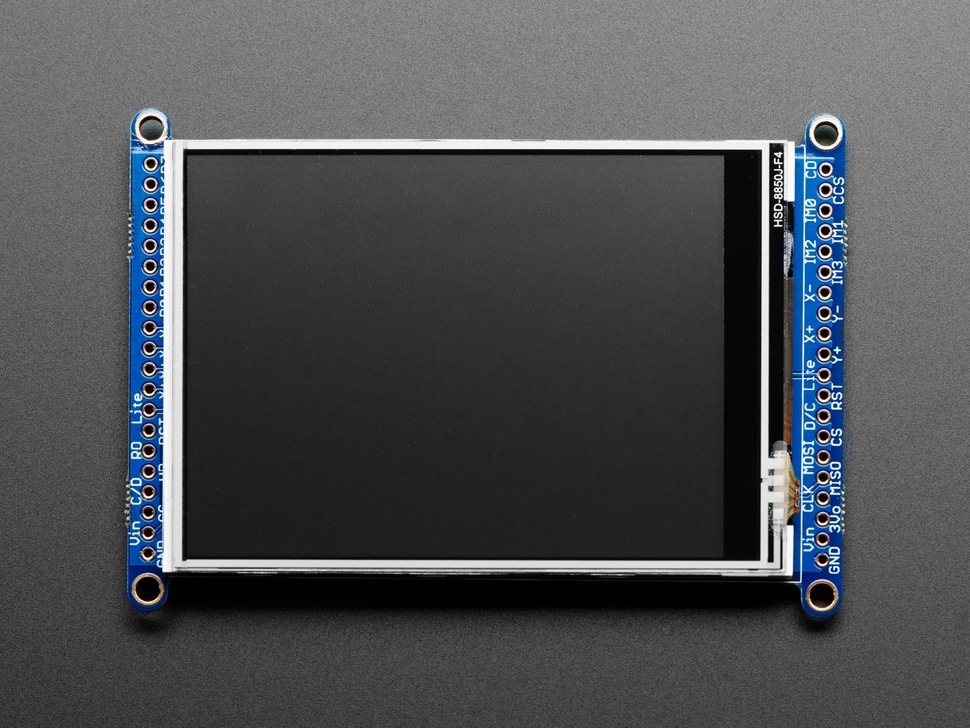 HSD-8850J-F4
CD
CCS
IM0
IM1
IM2
IM3
X-
Y-
X+
Y+
Lite
RST
D/C
CS
MOSI
MISO
CLK
3Vo
Vin
GND
Lite
RD
C/D
Vin
GND